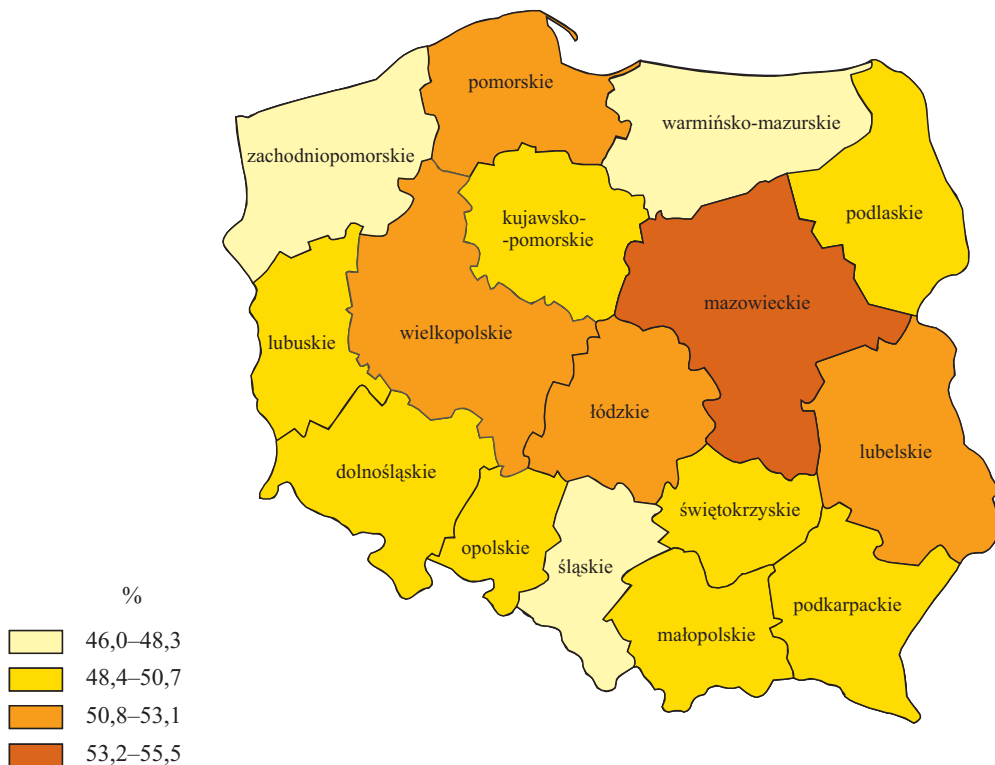 pomorskie
warmińsko-mazurskie
zachodniopomorskie
kujawsko-
-pomorskie
podlaskie
mazowieckie
wielkopolskie
lubuskie
łódzkie
lubelskie
dolnośląskie
świętokrzyskie
opolskie
śląskie
podkarpackie
małopolskie
%
46,0–48,3
48,4–50,7
50,8–53,1
53,2–55,5